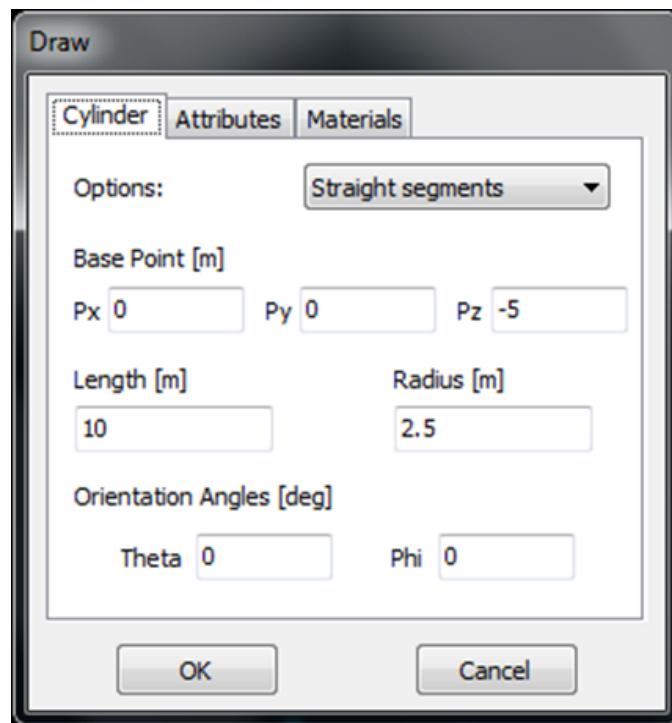 Draw
Cylinder Attributes Materials
Options: Straight segments
Base Point [m]
Px 0 Py 0 Pz -5
Length [m] Radius [m]
10 2.5
Orientation Angles [deg]
Theta 0 Phi 0
OK Cancel